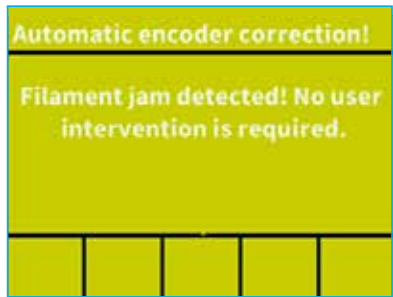 Automatic encoder correction!
Filament jam detected! No user
intervention is required.